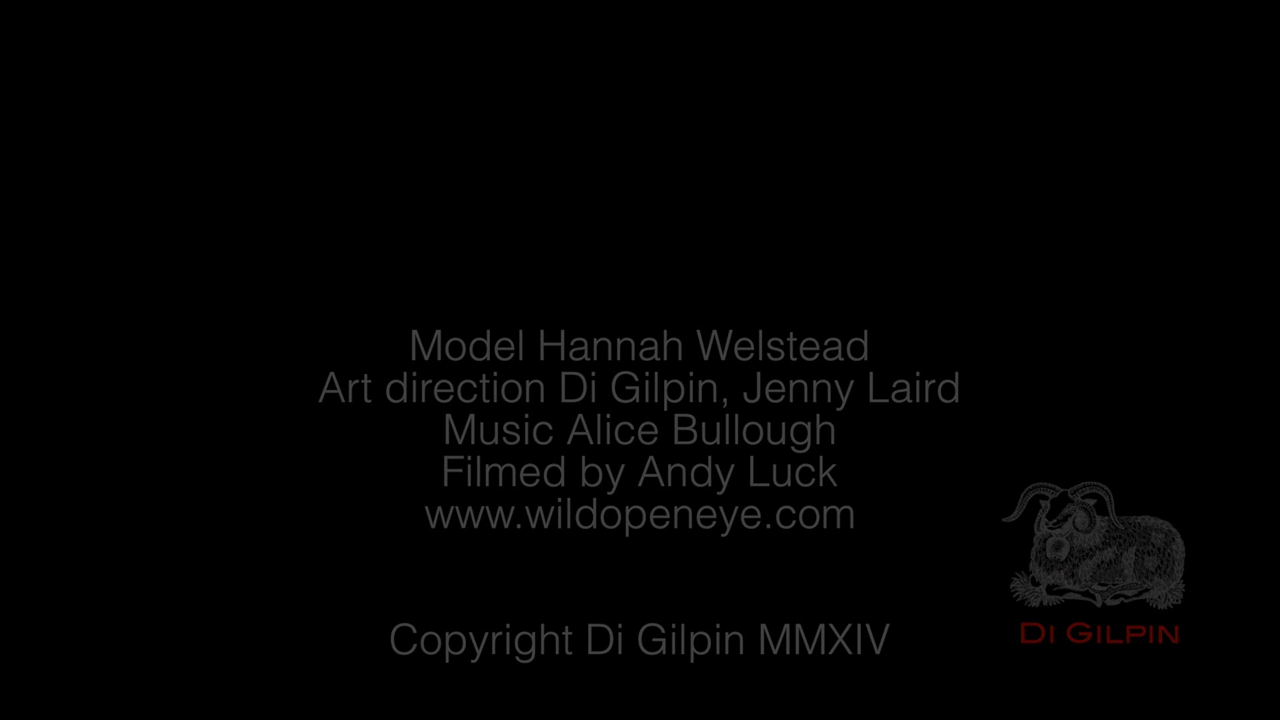 Model Hannah Welstead
Art direction Di Gilpin, Jenny Laird
Music Alice Bullough
Filmed by Andy Luck
www.wildopeneye.com
Copyright Di Gilpin MMXIV
DI GILPIN